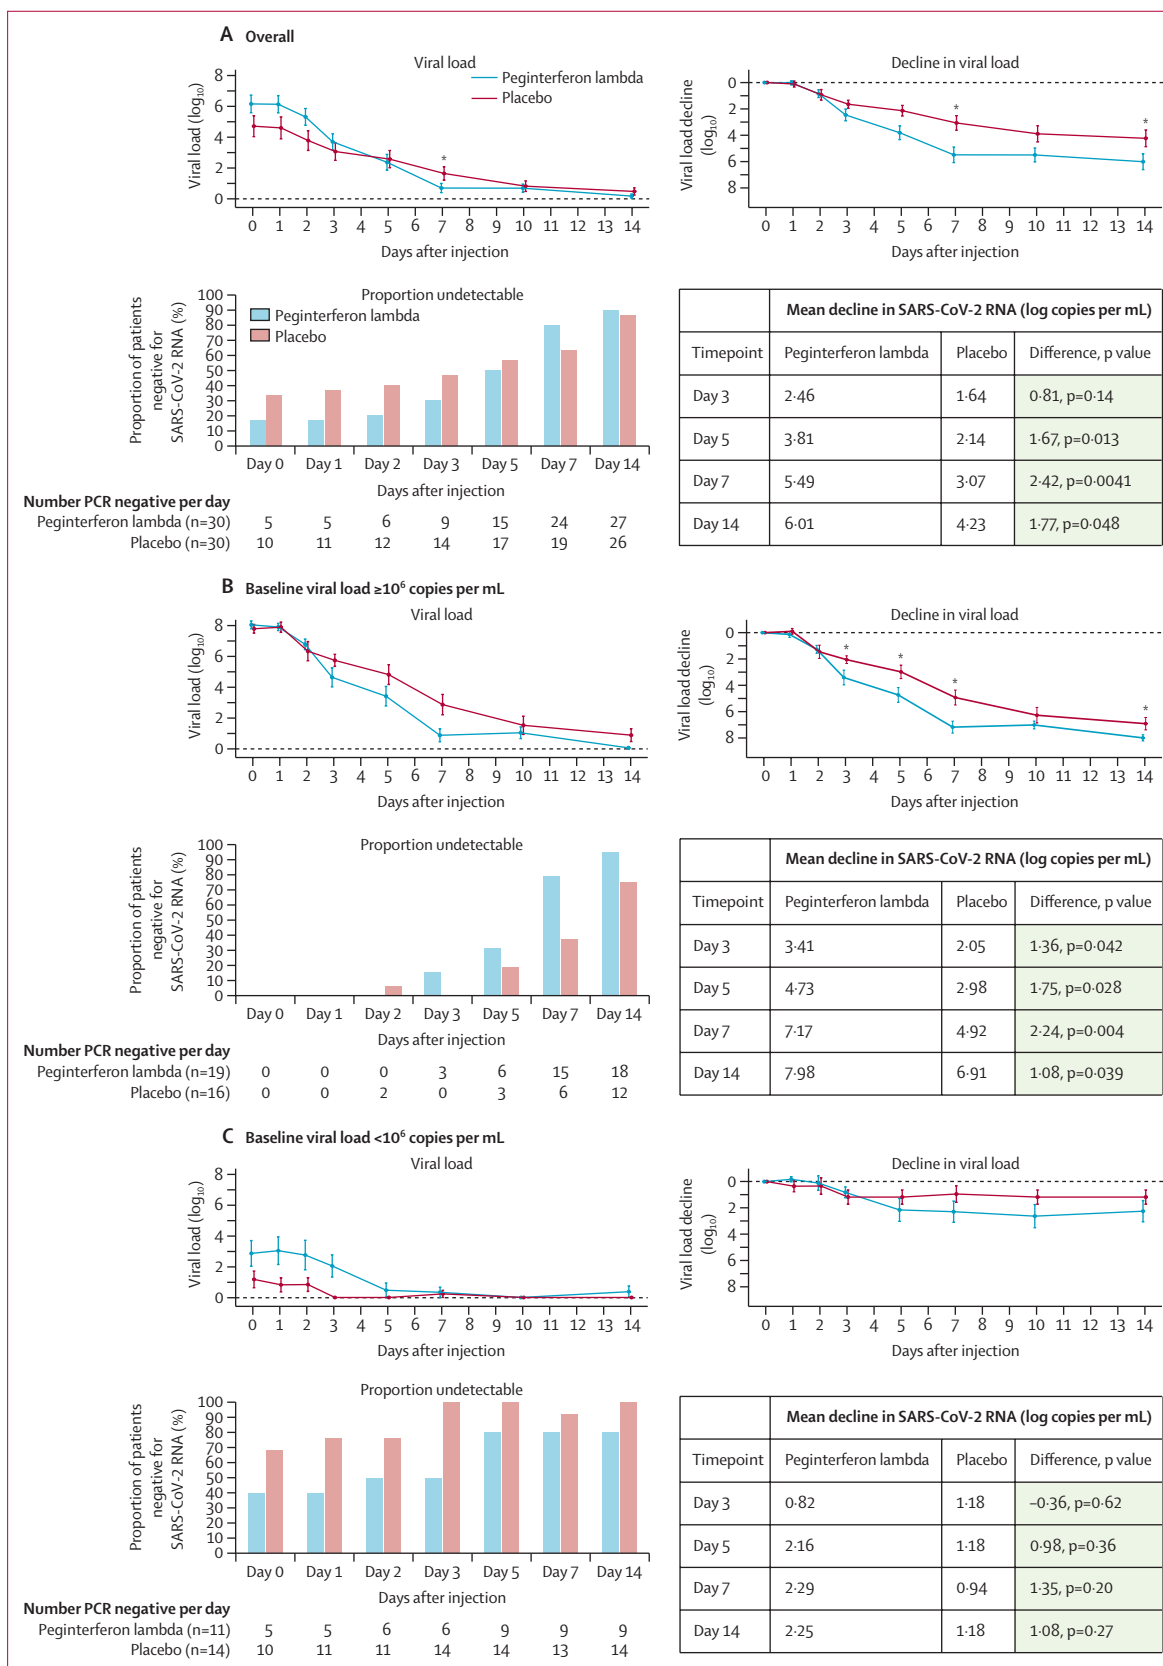 A Overall
Viral load
Peginterferon lambda
Placebo
Viral load (log₁₀)
8
6
4
2
0
*
0 1 2 3 4 5 6 7 8 9 10 11 12 13 14
Days after injection
Decline in viral load
Viral load decline
(log₁₀)
0
2
4
6
8
*
*
0 1 2 3 4 5 6 7 8 9 10 11 12 13 14
Days after injection
Proportion undetectable
Peginterferon lambda
Placebo
Proportion of patients
negative for
SARS-CoV-2 RNA (%)
100
90
80
70
60
50
40
30
20
10
0
Day 0 Day 1 Day 2 Day 3 Day 5 Day 7 Day 14
Days after injection
Number PCR negative per day
Peginterferon lambda (n=30) 5 5 6 9 15 24 27
Placebo (n=30) 10 11 12 14 17 19 26
Mean decline in SARS-CoV-2 RNA (log copies per mL)
Timepoint Peginterferon lambda Placebo Difference, p value
Day 3 2·46 1·64 0·81, p=0·14
Day 5 3·81 2·14 1·67, p=0·013
Day 7 5·49 3·07 2·42, p=0·0041
Day 14 6·01 4·23 1·77, p=0·048
B Baseline viral load ≥10⁶ copies per mL
Viral load
Viral load (log₁₀)
8
6
4
2
0
0 1 2 3 4 5 6 7 8 9 10 11 12 13 14
Days after injection
Decline in viral load
Viral load decline
(log₁₀)
0
2
4
6
8
*
*
*
*
0 1 2 3 4 5 6 7 8 9 10 11 12 13 14
Days after injection
Proportion undetectable
Proportion of patients
negative for
SARS-CoV-2 RNA (%)
100
90
80
70
60
50
40
30
20
10
0
Day 0 Day 1 Day 2 Day 3 Day 5 Day 7 Day 14
Days after injection
Number PCR negative per day
Peginterferon lambda (n=19) 0 0 0 3 6 15 18
Placebo (n=16) 0 0 2 0 3 6 12
Mean decline in SARS-CoV-2 RNA (log copies per mL)
Timepoint Peginterferon lambda Placebo Difference, p value
Day 3 3·41 2·05 1·36, p=0·042
Day 5 4·73 2·98 1·75, p=0·028
Day 7 7·17 4·92 2·24, p=0·004
Day 14 7·98 6·91 1·08, p=0·039
C Baseline viral load <10⁶ copies per mL
Viral load
Viral load (log₁₀)
8
6
4
2
0
0 1 2 3 4 5 6 7 8 9 10 11 12 13 14
Days after injection
Decline in viral load
Viral load decline
(log₁₀)
0
2
4
6
8
0 1 2 3 4 5 6 7 8 9 10 11 12 13 14
Days after injection
Proportion undetectable
Proportion of patients
negative for
SARS-CoV-2 RNA (%)
100
90
80
70
60
50
40
30
20
10
0
Day 0 Day 1 Day 2 Day 3 Day 5 Day 7 Day 14
Days after injection
Number PCR negative per day
Peginterferon lambda (n=11) 5 5 6 6 9 9 9
Placebo (n=14) 10 11 11 14 14 13 14
Mean decline in SARS-CoV-2 RNA (log copies per mL)
Timepoint Peginterferon lambda Placebo Difference, p value
Day 3 0·82 1·18 –0·36, p=0·62
Day 5 2·16 1·18 0·98, p=0·36
Day 7 2·29 0·94 1·35, p=0·20
Day 14 2·25 1·18 1·08, p=0·27